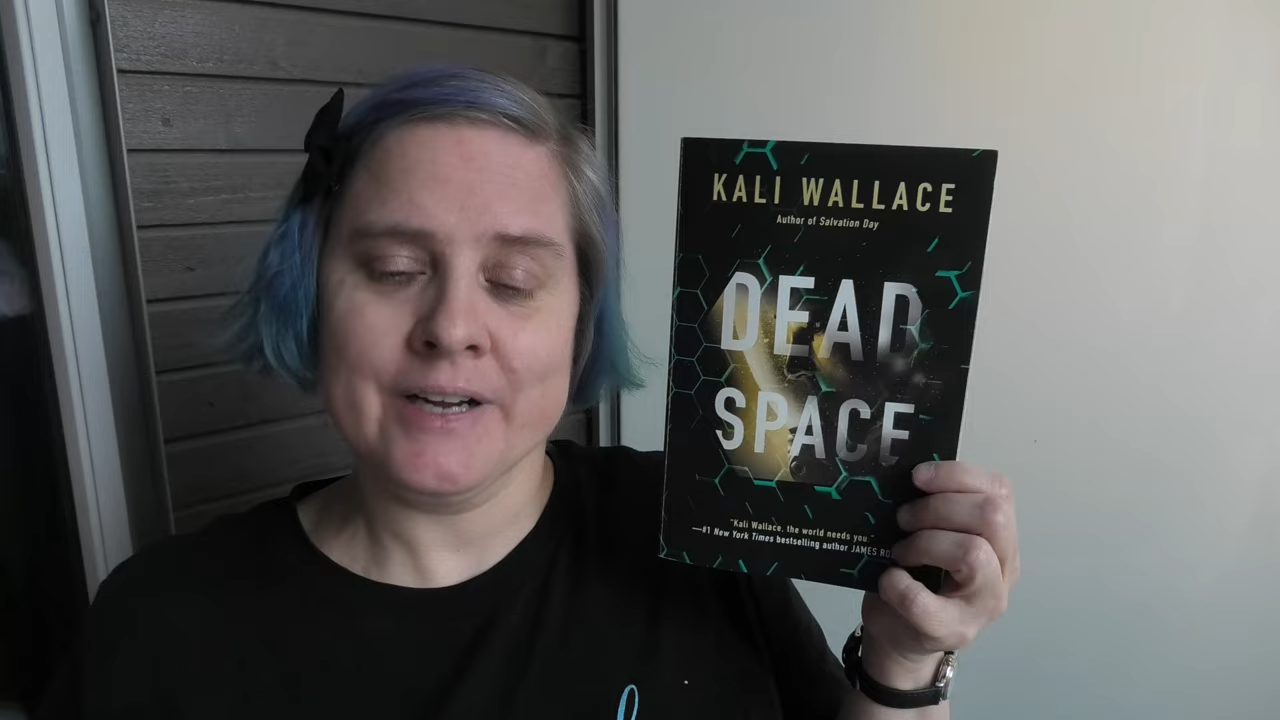 KALI WALLACE
Author of Salvation Day
DEAD
SPACE
"Kali Wallace, the world needs you."
—#1 New York Times bestselling author JAMES